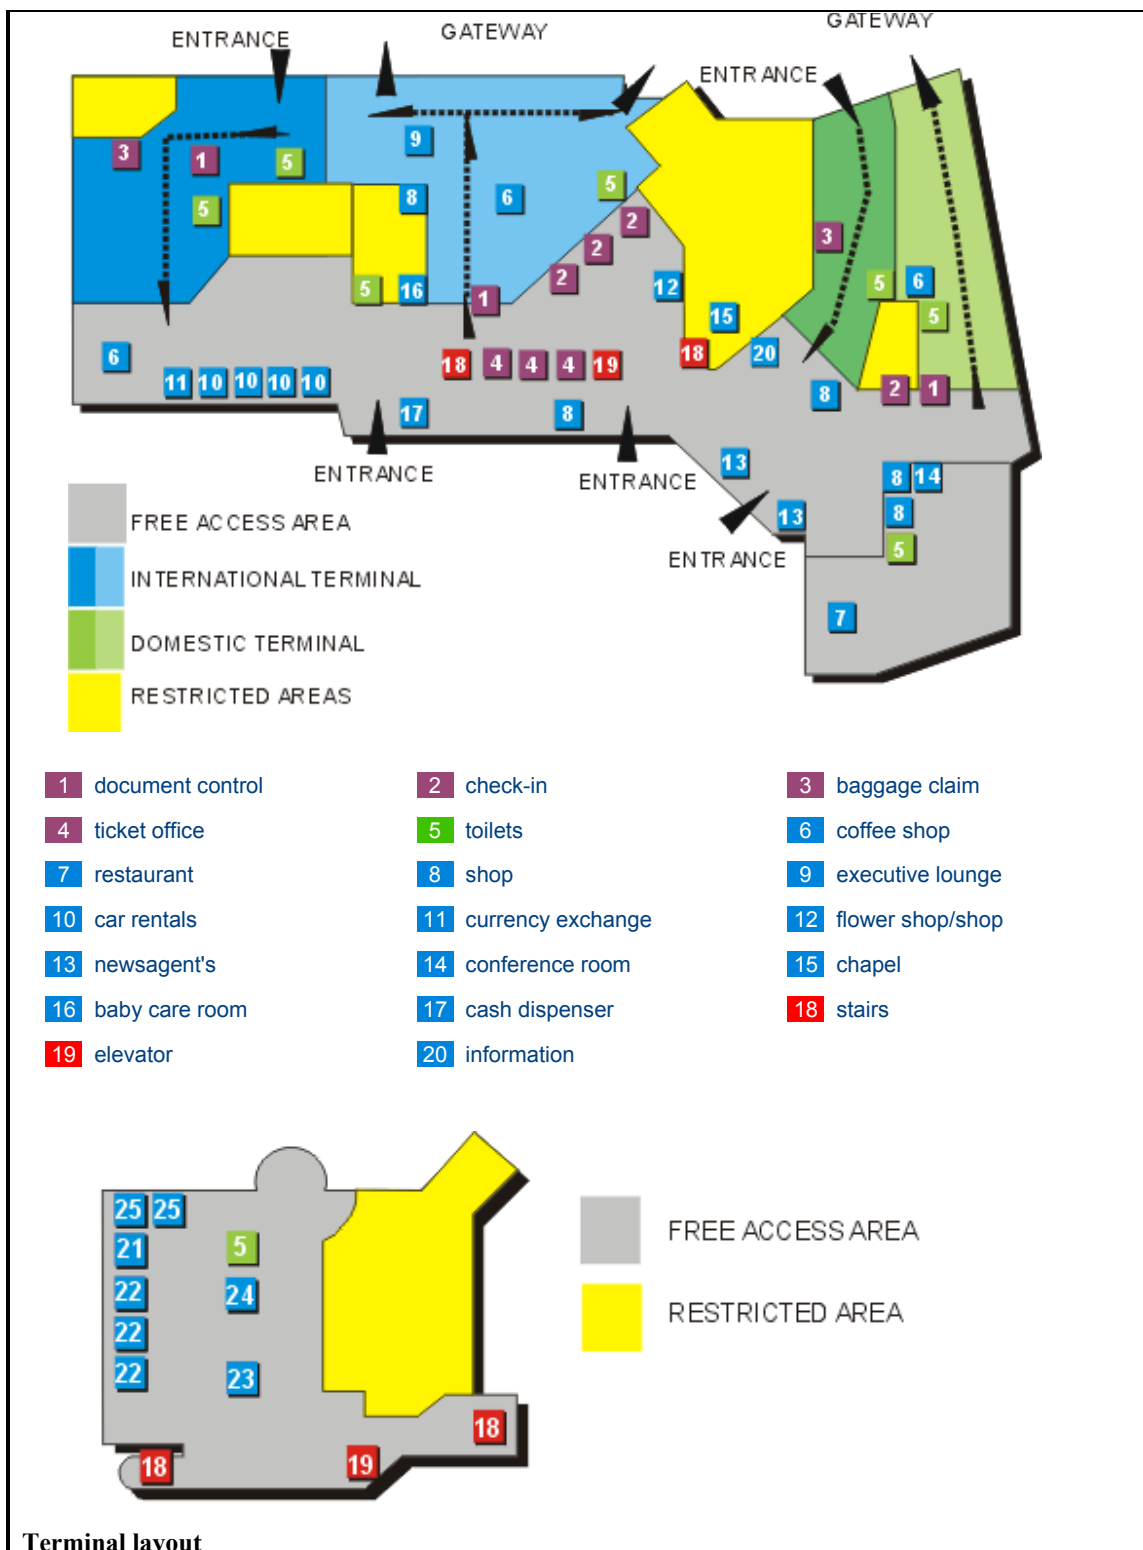 GATEWAY
GATEWAY
ENTRANCE
ENTRANCE
9
3 1 5
5 8 6 5
2
2 3
2
5 16 1 12 5 6
15 5
6 18 4 4 4 19 18 20
11 10 10 10 10
17 8 8 2 1
ENTRANCE
ENTRANCE
13 8 14
13 8
ENTRANCE
5
7
FREE ACCESS AREA
INTERNATIONAL TERMINAL
DOMESTIC TERMINAL
RESTRICTED AREAS
1 document control 2 check-in 3 baggage claim
4 ticket office 5 toilets 6 coffee shop
7 restaurant 8 shop 9 executive lounge
10 car rentals 11 currency exchange 12 flower shop/shop
13 newsagent's 14 conference room 15 chapel
16 baby care room 17 cash dispenser 18 stairs
19 elevator 20 information
25 25
21 5
22 24
22
22 23
18 19 18
FREE ACCESS AREA
RESTRICTED AREA
Terminal layout